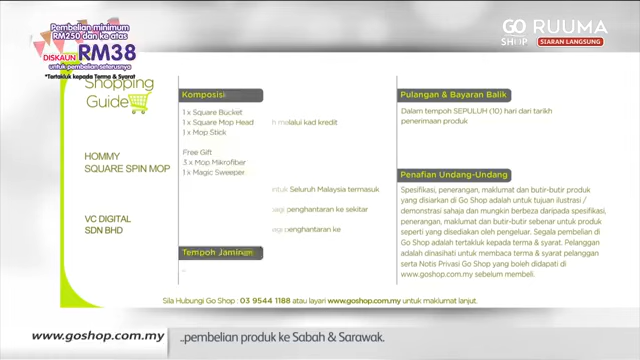 Pembelian minimum
RM250 dan ke atas
DISKAUN RM38
untuk pembelian seterusnya
*Tertakluk kepada Terma & Syarat
GO SHOP
RUUMA
SIARAN LANGSUNG
Shopping
Guide
HOMMY
SQUARE SPIN MOP
VC DIGITAL
SDN BHD
Komposisi
1 x Square Bucket
1 x Square Mop Head
1 x Mop Stick
Free Gift
3 x Mop Mikrofiber
1 x Magic Sweeper
melalui kad kredit
untuk Seluruh Malaysia termasuk
bagi penghantaran ke sekitar
bagi penghantaran ke
Tempoh Jaminan
-
Pulangan & Bayaran Balik
Dalam tempoh SEPULUH (10) hari dari tarikh
penerimaan produk
Penafian Undang-Undang
Spesifikasi, penerangan, maklumat dan butir-butir produk
yang disiarkan di Go Shop adalah untuk tujuan ilustrasi /
demonstrasi sahaja dan mungkin berbeza daripada spesifikasi,
penerangan, maklumat dan butir-butir sebenar untuk produk
seperti yang disediakan oleh pengeluar. Segala pembelian di
Go Shop adalah tertakluk kepada terma & syarat. Pelanggan
adalah dinasihati untuk membaca terma & syarat pelanggan
serta Notis Privasi Go Shop yang boleh didapati di
www.goshop.com.my sebelum membeli.
Sila Hubungi Go Shop : 03 9544 1188 atau layari www.goshop.com.my untuk maklumat lanjut.
www.goshop.com.my
..pembelian produk ke Sabah & Sarawak.